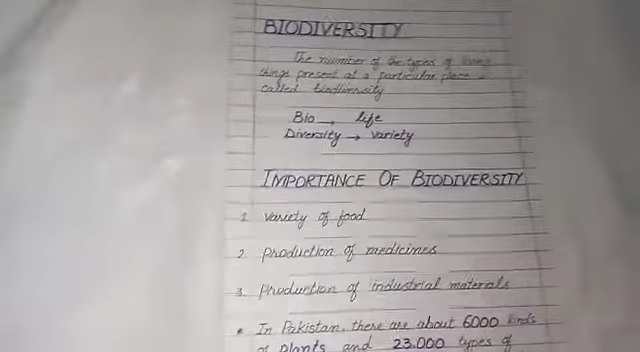 BIODIVERSITY
The number of the types of living
things present at a particular place
called biodiversity
Bio → life
Diversity → variety
IMPORTANCE OF BIODIVERSITY
1. Variety of food
2. Production of medicines
3. Production of industrial materials
• In Pakistan, there are about 6000 kinds
of plants and 23,000 types of